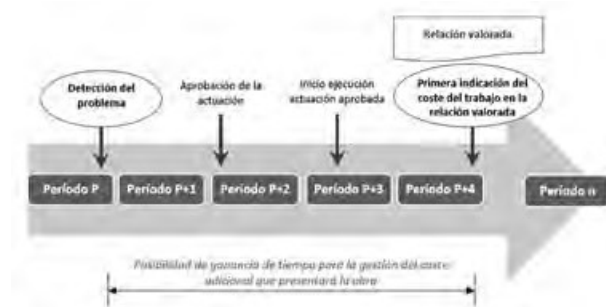 Relación valorada
Detección del
problema
Aprobación de la
actuación
Inicio ejecución
actuación aprobada
Primera indicación del
coste del trabajo en la
relación valorada
Período P
Período P+1
Período P+2
Período P+3
Período P+4
Período n
Posibilidad de ganancia de tiempo para la gestión del coste
adicional que presentará la obra